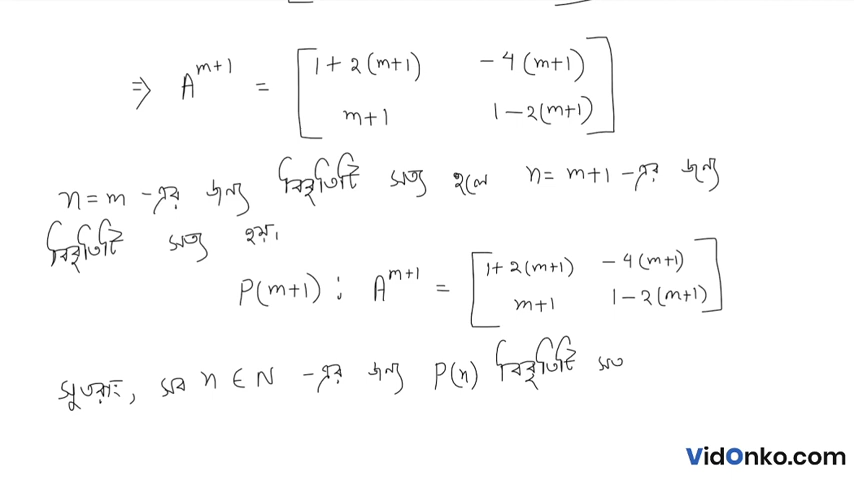 ⇒ A^{m+1} = [ 1+2(m+1)  -4(m+1)
m+1  1-2(m+1) ]
n=m -এর জন্য বিবৃতিটি সত্য হলে n=m+1 -এর জন্য
বিবৃতিটি সত্য হয়।
P(m+1) : A^{m+1} = [ 1+2(m+1)  -4(m+1)
m+1  1-2(m+1) ]
সুতরাং, সব n ∈ N -এর জন্য P(n) বিবৃতিটি সত
VidOnko.com